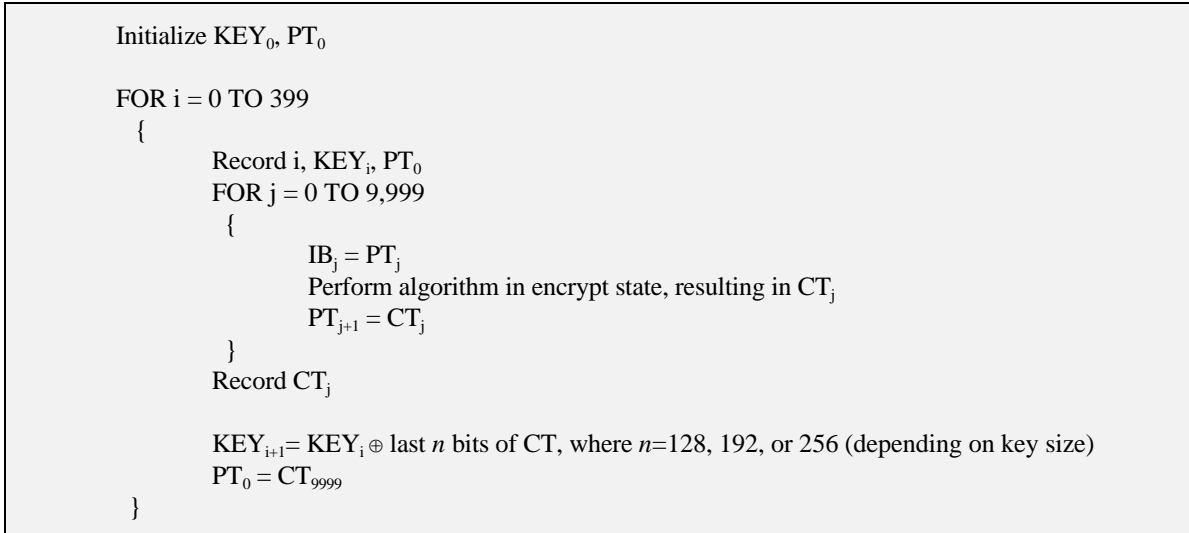 Initialize KEY₀, PT₀
FOR i = 0 TO 399
{
Record i, KEYᵢ, PT₀
FOR j = 0 TO 9,999
{
IBⱼ = PTⱼ
Perform algorithm in encrypt state, resulting in CTⱼ
PTⱼ₊₁ = CTⱼ
}
Record CTⱼ
KEYᵢ₊₁= KEYᵢ ⊕ last n bits of CT, where n=128, 192, or 256 (depending on key size)
PT₀ = CT₉₉₉₉
}